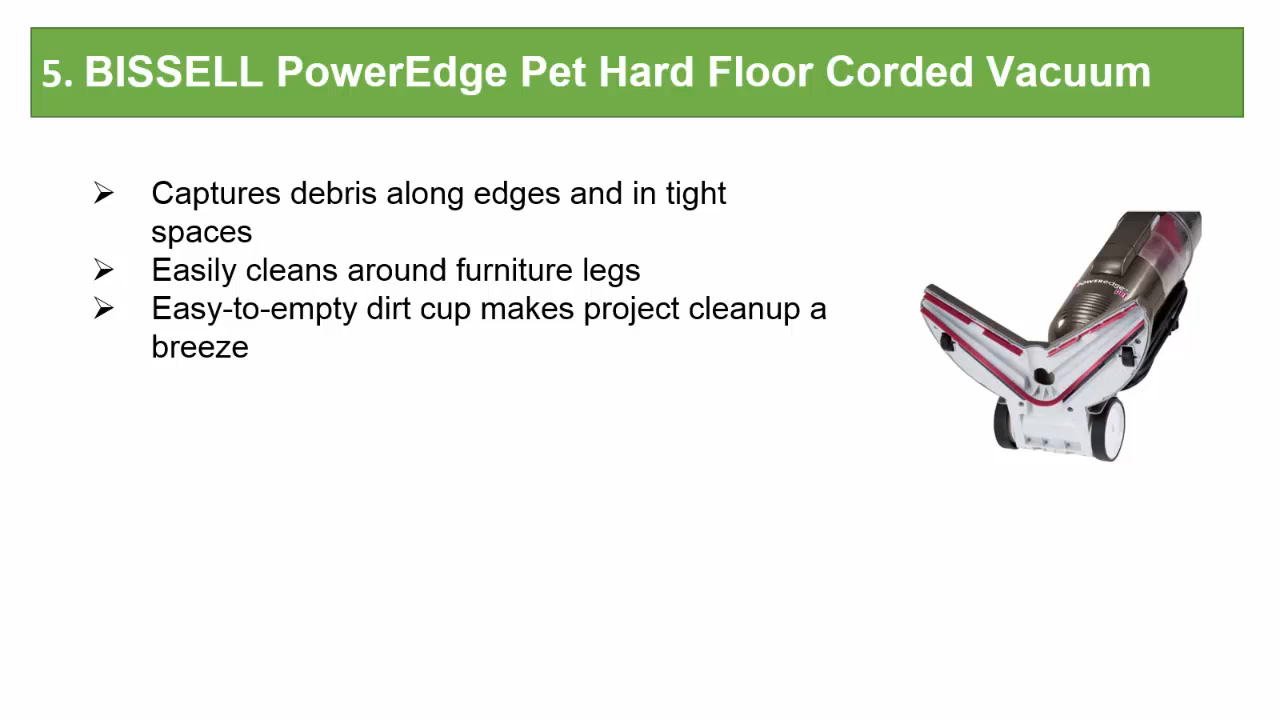 5. BISSELL PowerEdge Pet Hard Floor Corded Vacuum
➢ Captures debris along edges and in tight
spaces
➢ Easily cleans around furniture legs
➢ Easy-to-empty dirt cup makes project cleanup a
breeze
POWERedge